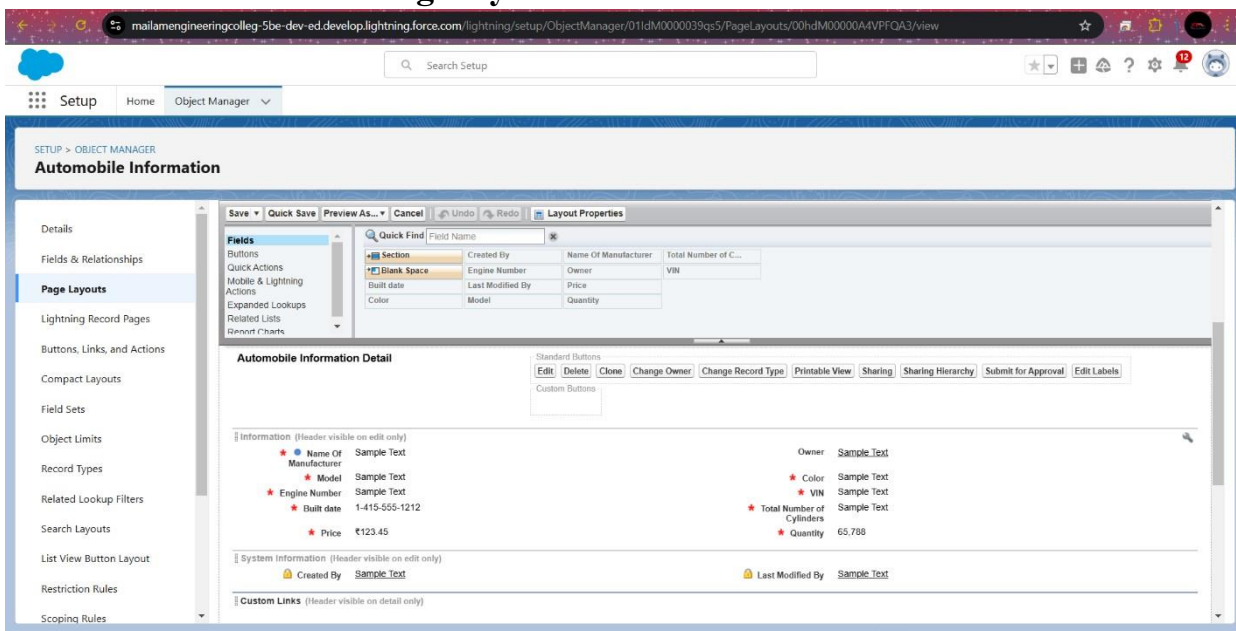 mailamengineeringcolleg-5be-dev-ed.develop.lightning.force.com/lightning/setup/ObjectManager/01IdM0000039qs5/PageLayouts/00hdM00000A4VPFQA3/view
Search Setup
12
Setup Home Object Manager
SETUP > OBJECT MANAGER
Automobile Information
Details
Fields & Relationships
Page Layouts
Lightning Record Pages
Buttons, Links, and Actions
Compact Layouts
Field Sets
Object Limits
Record Types
Related Lookup Filters
Search Layouts
List View Button Layout
Restriction Rules
Scoping Rules
Save Quick Save Preview As... Cancel Undo Redo Layout Properties
Fields
Buttons
Quick Actions
Mobile & Lightning
Actions
Expanded Lookups
Related Lists
Report Charts
Quick Find Field Name
Section Created By Name Of Manufacturer Total Number of C...
Blank Space Engine Number Owner VIN
Built date Last Modified By Price
Color Model Quantity
Automobile Information Detail
Standard Buttons
Edit Delete Clone Change Owner Change Record Type Printable View Sharing Sharing Hierarchy Submit for Approval Edit Labels
Custom Buttons
Information (Header visible on edit only)
Name Of Manufacturer Sample Text Owner Sample Text
Model Sample Text Color Sample Text
Engine Number Sample Text VIN Sample Text
Built date 1-415-555-1212 Total Number of Cylinders Sample Text
Price ₹123.45 Quantity 65,788
System Information (Header visible on edit only)
Created By Sample Text Last Modified By Sample Text
Custom Links (Header visible on detail only)